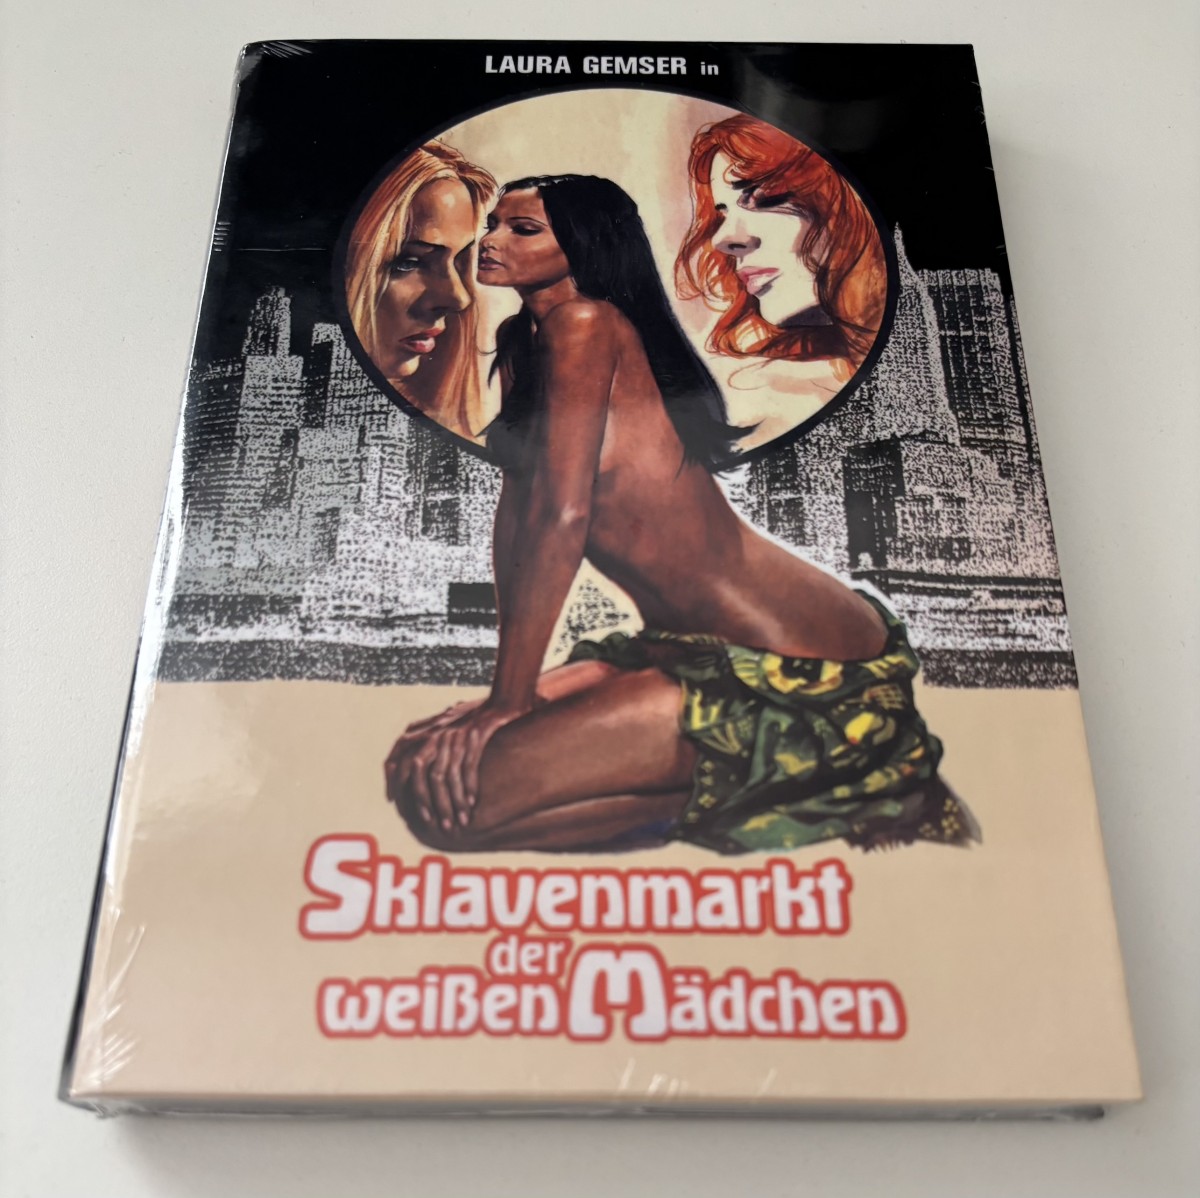 LAURA GEMSER in
Sklavenmarkt
der
weißen Mädchen